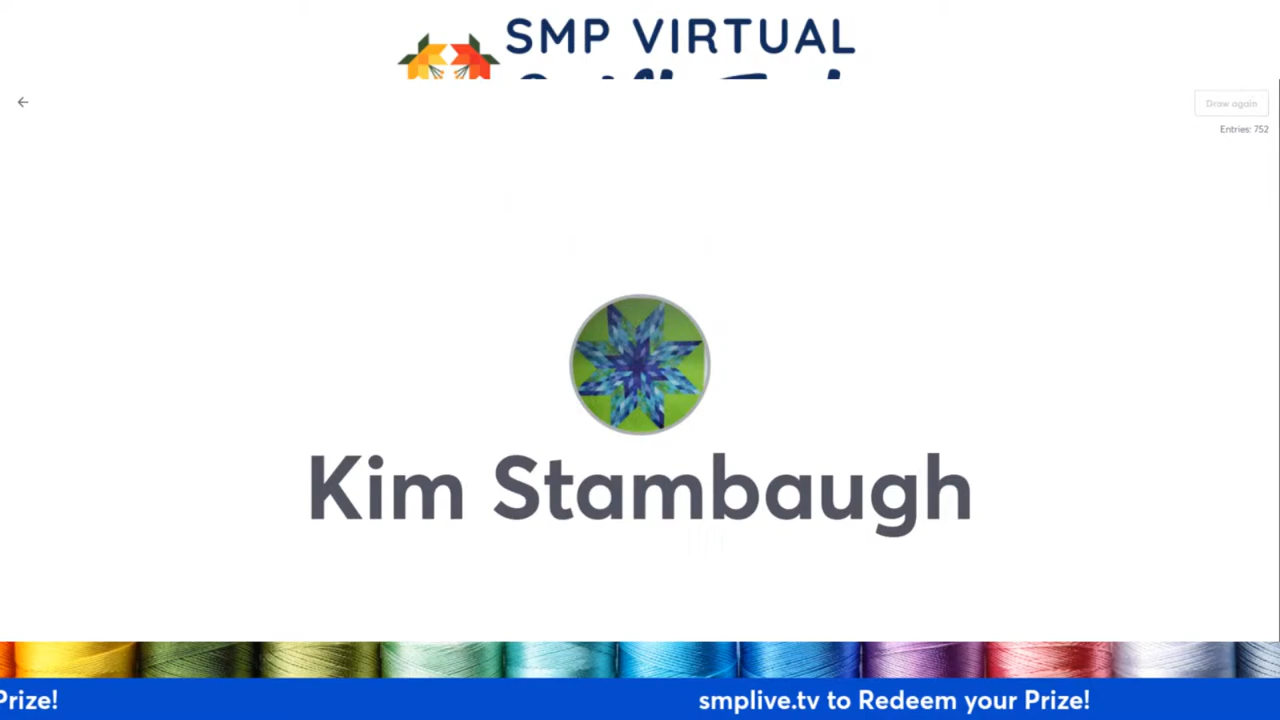 SMP VIRTUAL
Draw again
Entries: 752
Kim Stambaugh
Prize!
smplive.tv to Redeem your Prize!